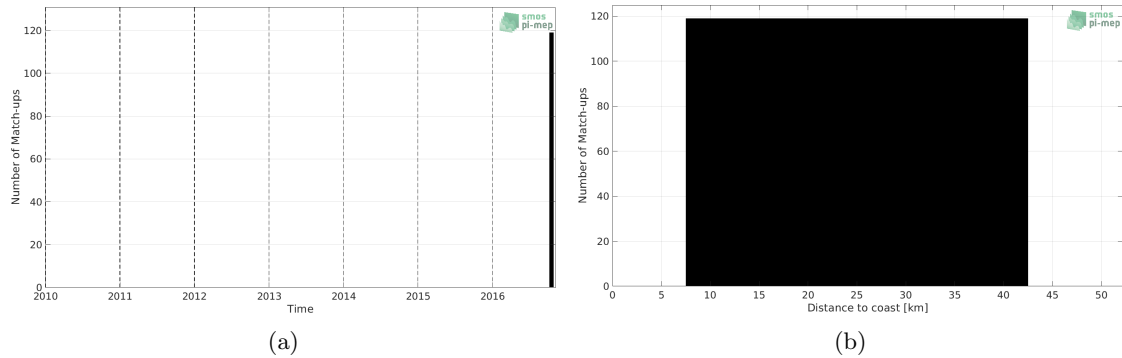 smos
pi-mep
120
100
80
60
40
20
0
Number of Match-ups
2010 2011 2012 2013 2014 2015 2016
Time
(a)
smos
pi-mep
120
100
80
60
40
20
0
Number of Match-ups
0 5 10 15 20 25 30 35 40 45 50
Distance to coast [km]
(b)